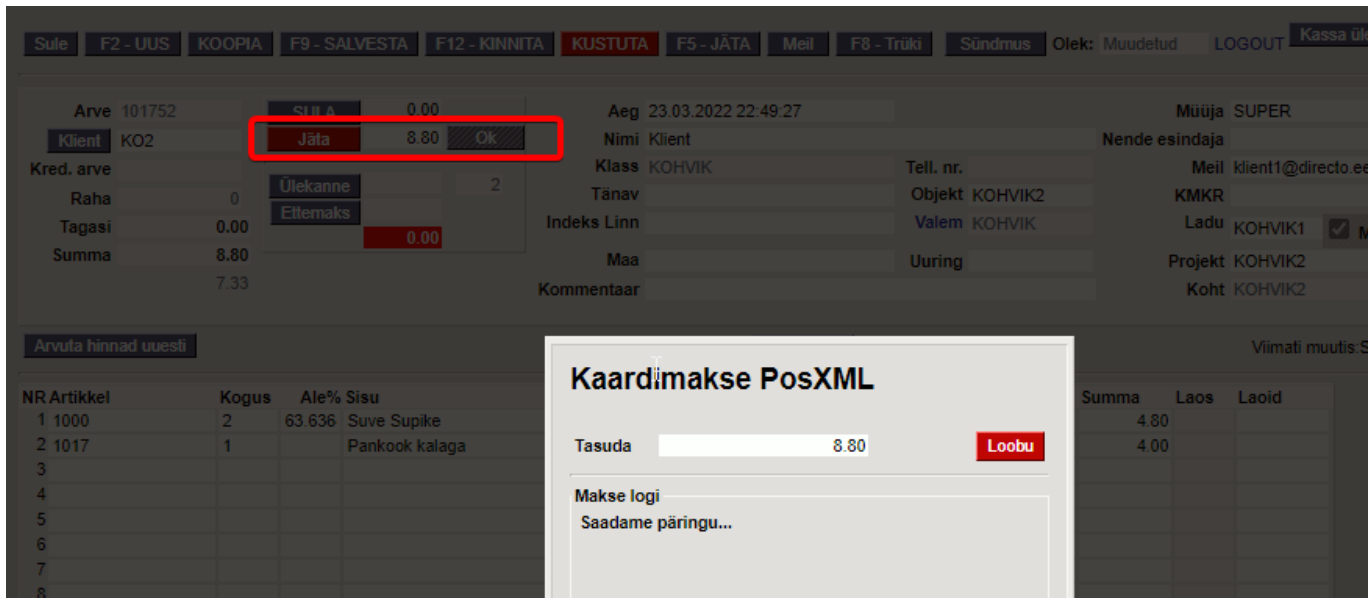 Sule F2 - UUS KOOPIA F9 - SALVESTA F12 - KINNITA KUSTUTA F5 - JÄTA Meil F8 - Trüki Sündmus Olek: Muudetud LOGOUT Kassa üle
Arve 101752 SULA 0.00 Aeg 23.03.2022 22:49:27 Müüja SUPER
Klient KO2 Jäta 8.80 Ok Nimi Klient Nende esindaja
Kred. arve Klass KOHVIK Tell. nr. Meil klient1@directo.ee
Raha 0 Ülekanne 2 Tänav Objekt KOHVIK2 KMKR
Tagasi 0.00 Ettemaks 0.00 Indeks Linn Valem KOHVIK Ladu KOHVIK1 M
Summa 8.80 Maa Uuring Projekt KOHVIK2
7.33 Kommentaar Koht KOHVIK2
Arvuta hinnad uuesti Viimati muutis:S
NR Artikkel Kogus Ale% Sisu Summa Laos Laoid
1 1000 2 63.636 Suve Supike 4.80
2 1017 1 Pankook kalaga 4.00
3
4
5
6
7
8
Kaardimakse PosXML
Tasuda 8.80 Loobu
Makse logi
Saadame päringu...